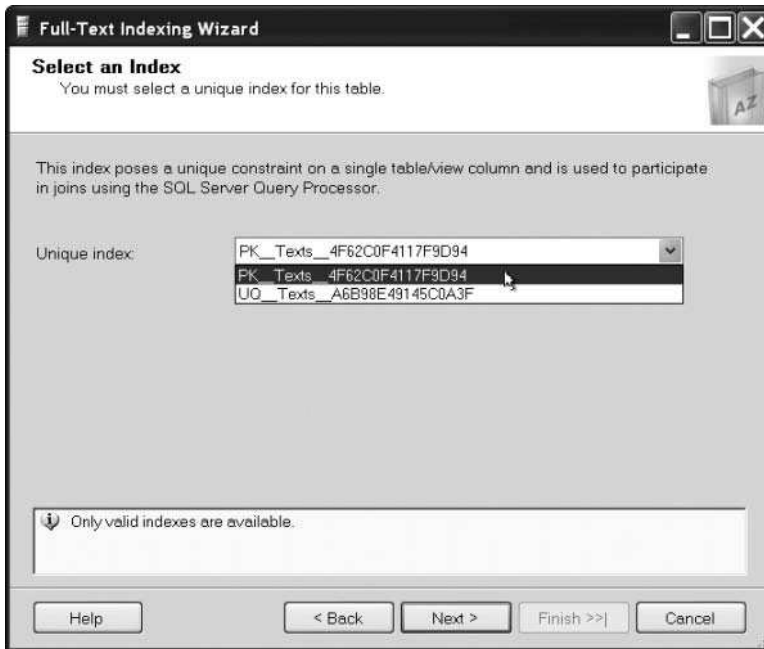 Full-Text Indexing Wizard
Select an Index
You must select a unique index for this table.
AZ
This index poses a unique constraint on a single table/view column and is used to participate
in joins using the SQL Server Query Processor.
Unique index:
PK__Texts__4F62C0F4117F9D94
PK__Texts__4F62C0F4117F9D94
UQ__Texts__A6B98E49145C0A3F
Only valid indexes are available.
Help
< Back
Next >
Finish >>|
Cancel